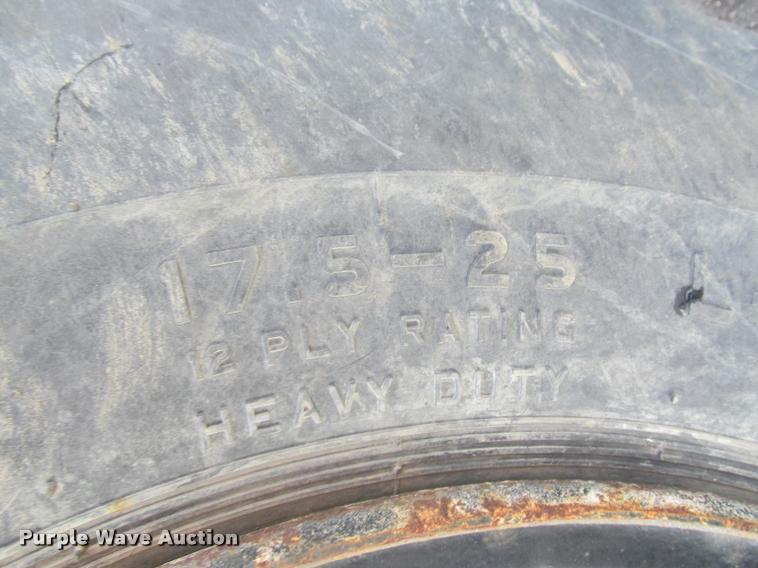 17.5-25
12 PLY RATING
HEAVY DUTY
Purple Wave Auction